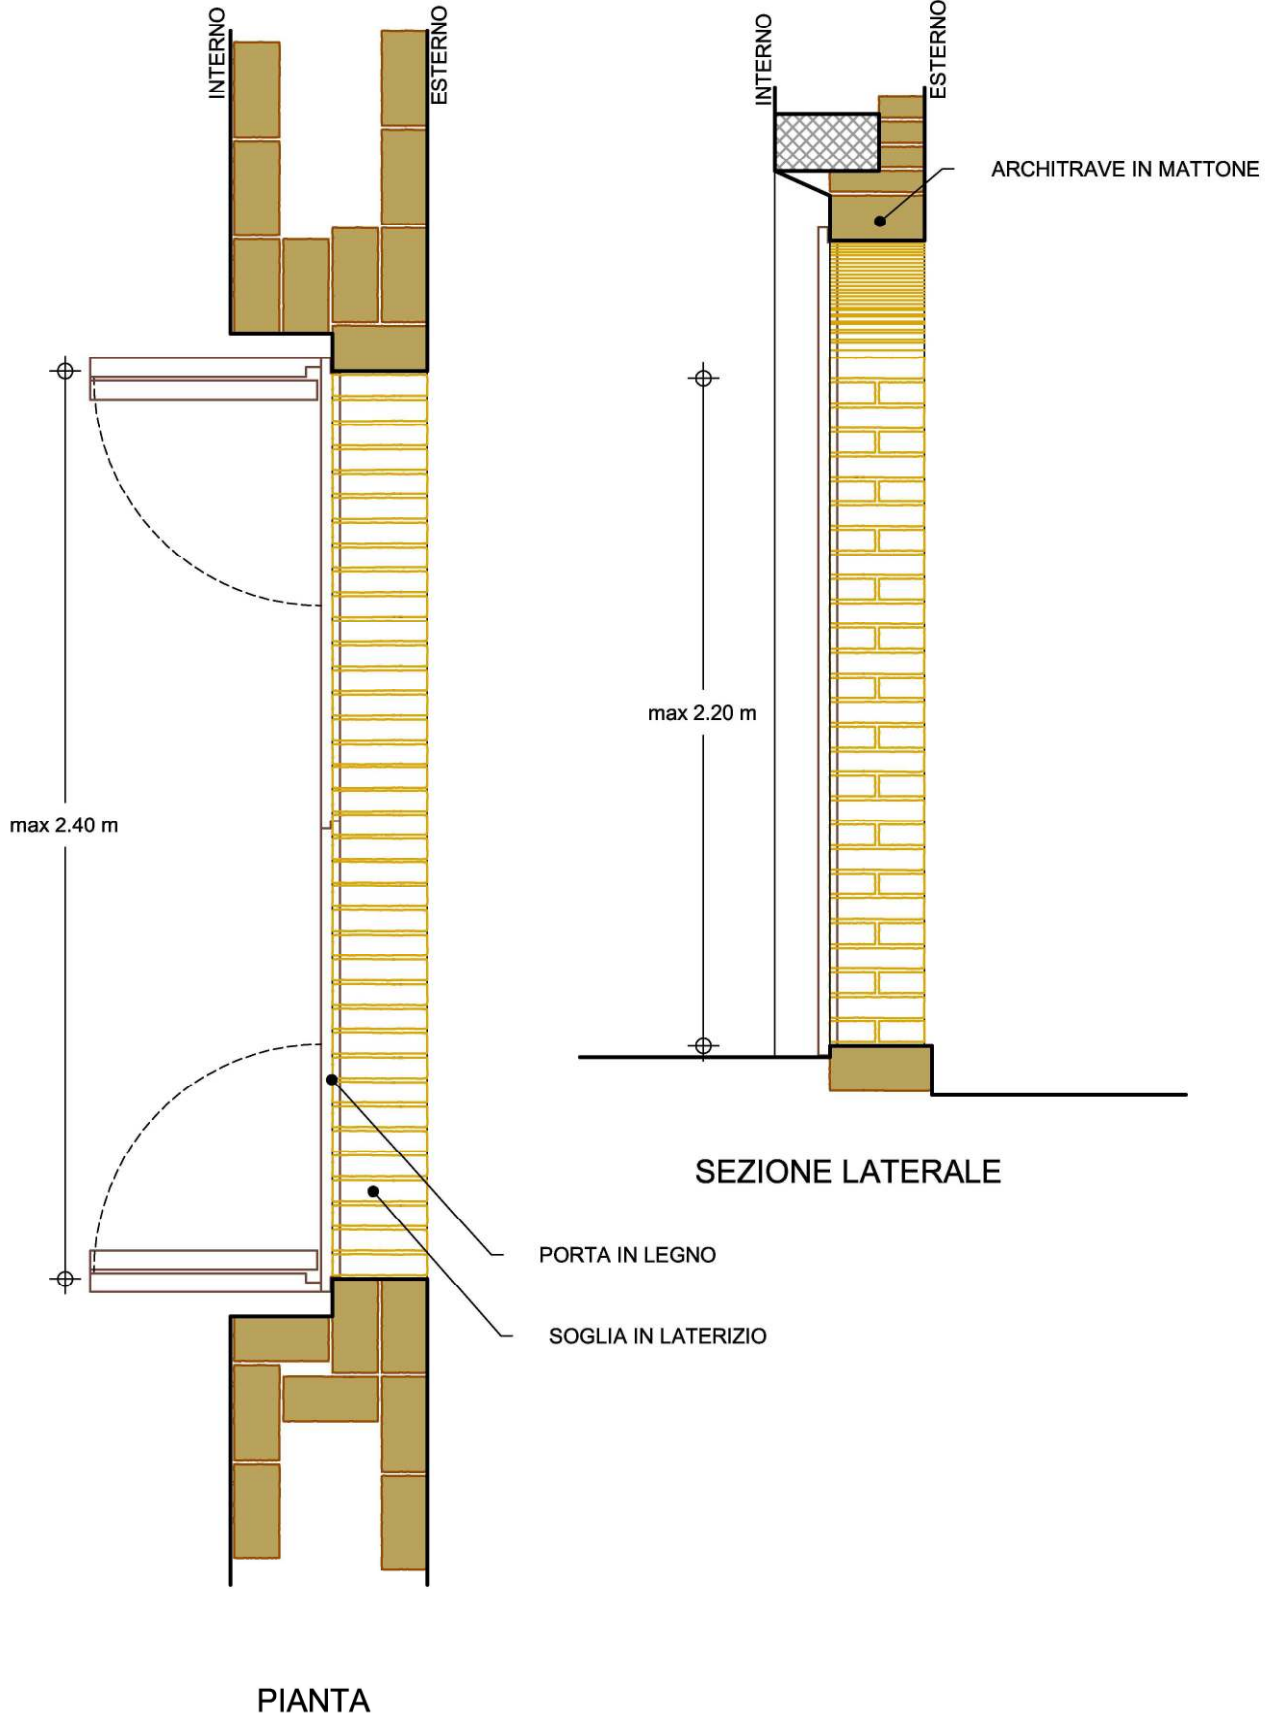 INTERNO
ESTERNO
INTERNO
ESTERNO
ARCHITRAVE IN MATTONE
max 2.20 m
max 2.40 m
SEZIONE LATERALE
PORTA IN LEGNO
SOGLIA IN LATERIZIO
PIANTA